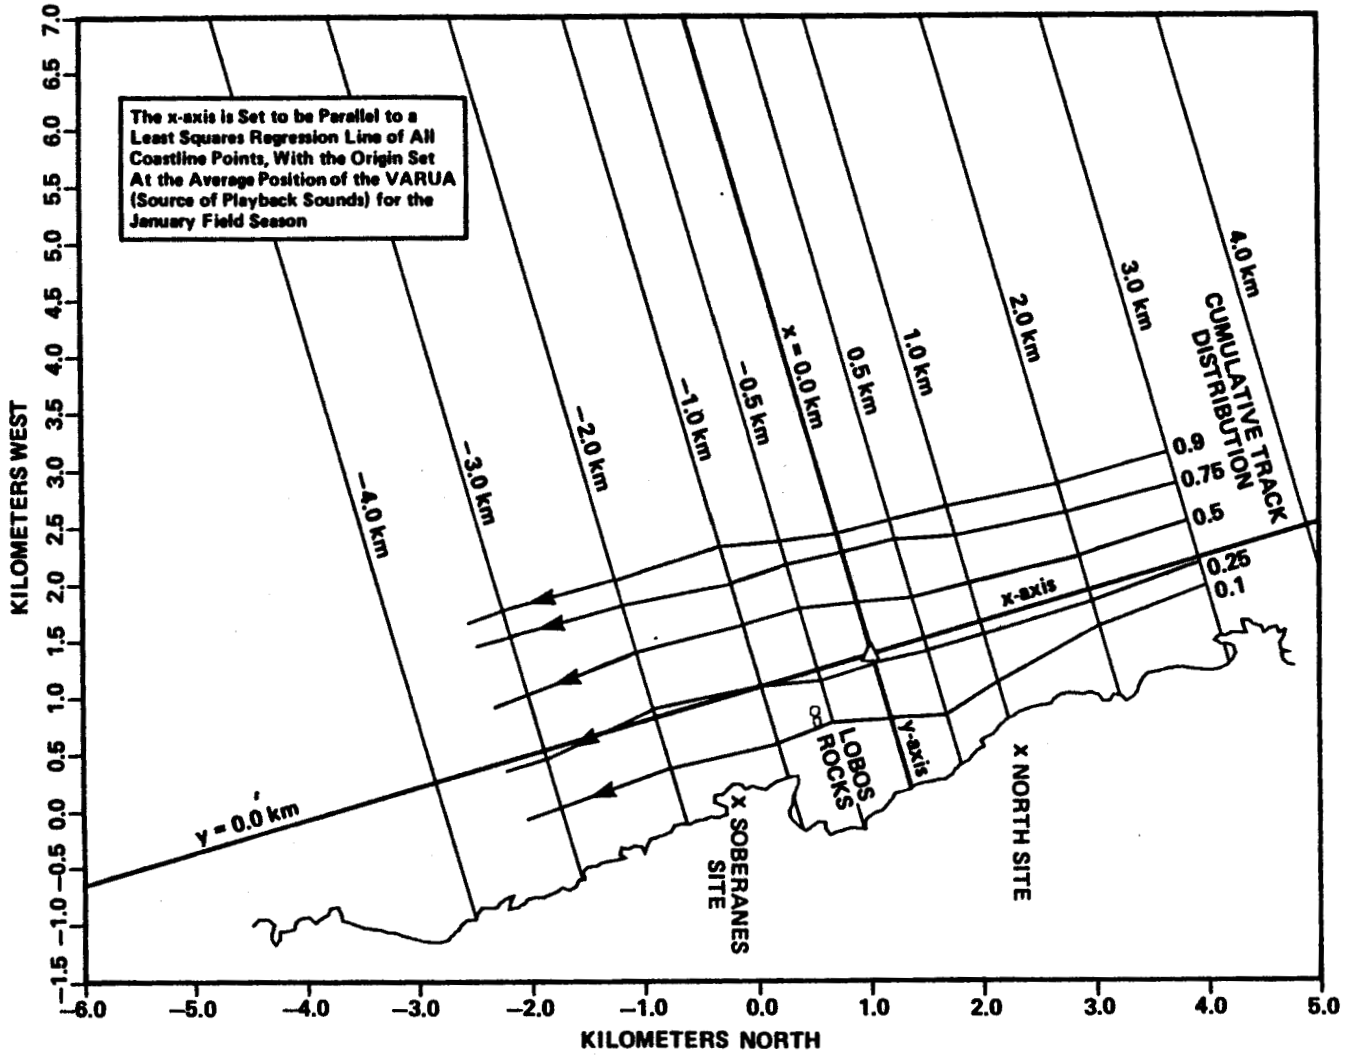 7.0
6.5
6.0
5.5
5.0
4.5
4.0
3.5
3.0
2.5
2.0
1.5
1.0
0.5
0.0
-0.5
-1.0
-1.5
KILOMETERS WEST
The x-axis is Set to be Parallel to a
Least Squares Regression Line of All
Coastline Points, With the Origin Set
At the Average Position of the VARUA
(Source of Playback Sounds) for the
January Field Season
-4.0 km
-3.0 km
-2.0 km
-1.0 km
-0.5 km
x = 0.0 km
0.5 km
1.0 km
2.0 km
3.0 km
4.0 km
CUMULATIVE TRACK
DISTRIBUTION
0.9
0.75
0.5
0.25
0.1
x-axis
y-axis
y = 0.0 km
LOBOS
ROCKS
X SOBERANES
SITE
X NORTH SITE
-6.0
-5.0
-4.0
-3.0
-2.0
-1.0
0.0
1.0
2.0
3.0
4.0
5.0
KILOMETERS NORTH